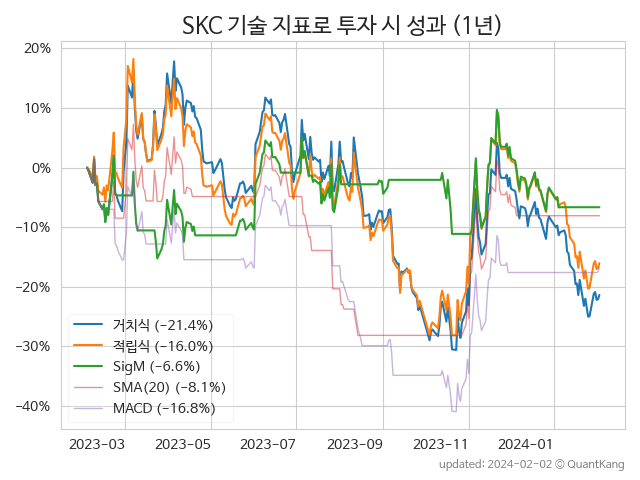 SKC 기술 지표로 투자 시 성과 (1년)
20%
10%
0%
−10%
−20%
−30%
−40%
거치식 (−21.4%)
적립식 (−16.0%)
SigM (−6.6%)
SMA(20) (−8.1%)
MACD (−16.8%)
2023-03
2023-05
2023-07
2023-09
2023-11
2024-01
updated: 2024-02-02 © QuantKang